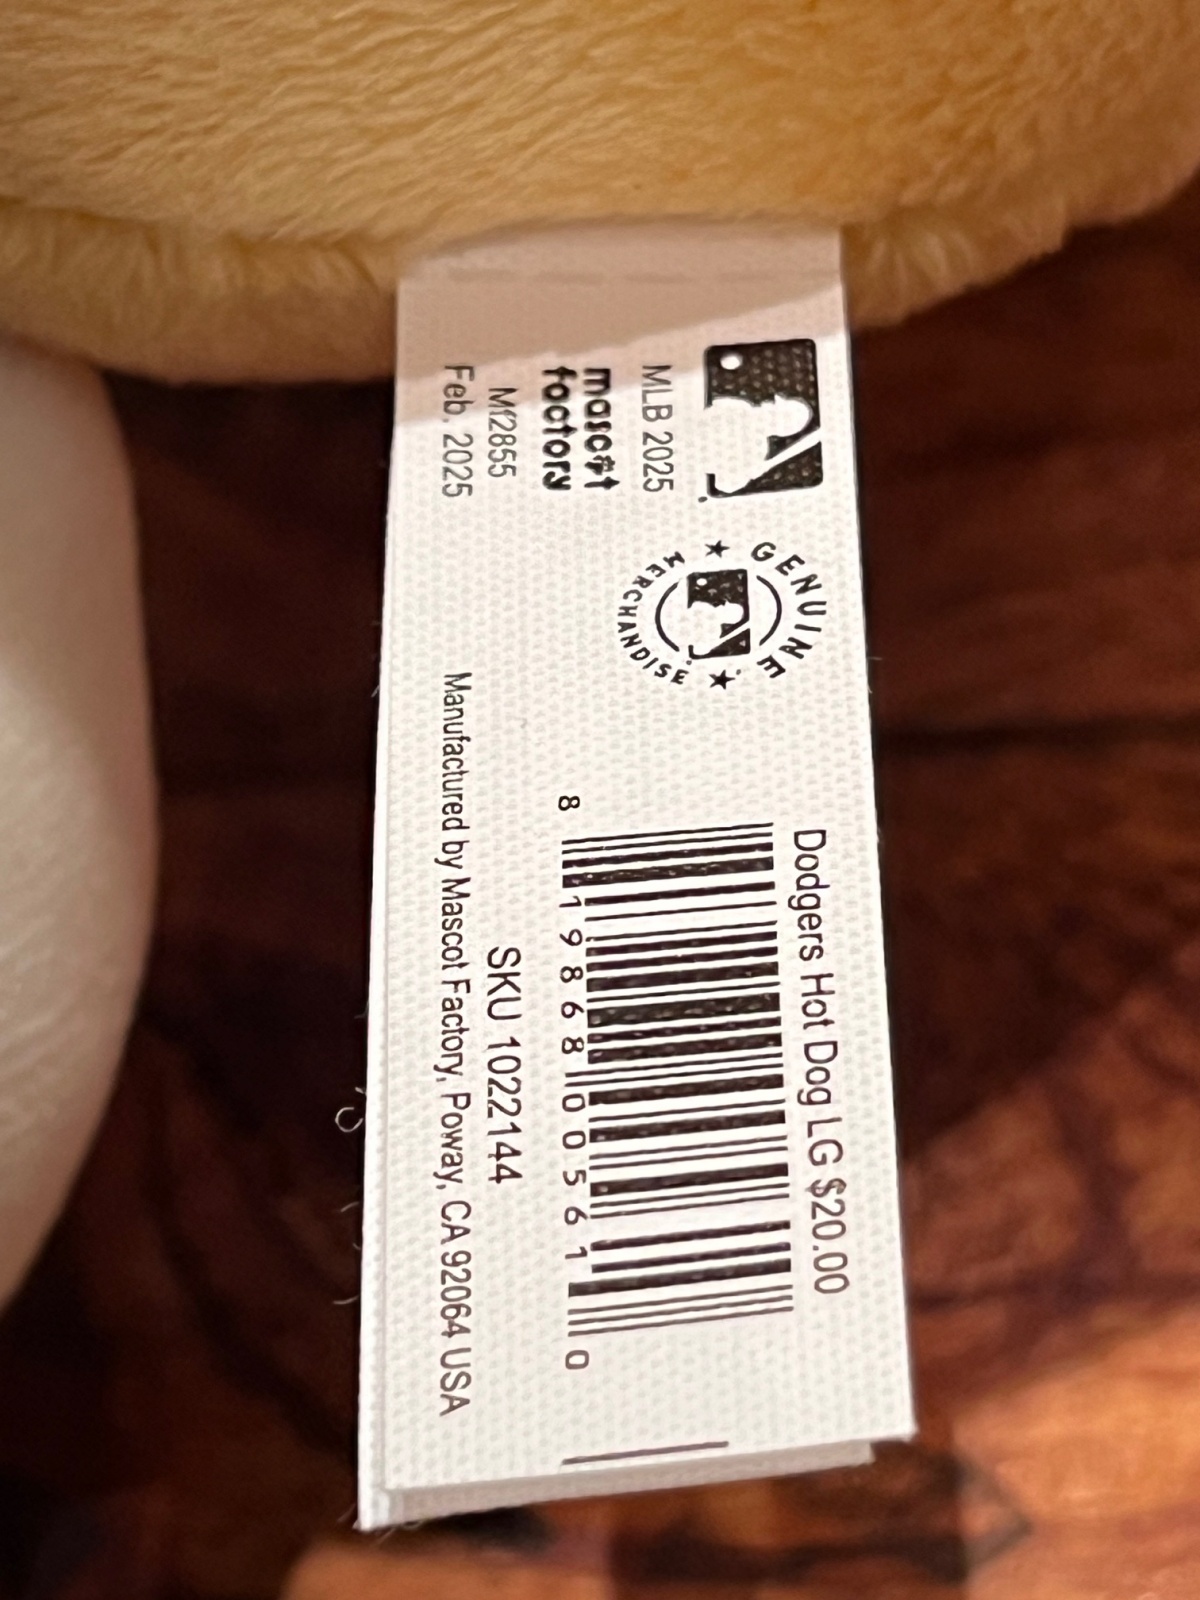 MLB 2025
mascot
factory
M12855
Feb. 2025
GENUINE
MERCHANDISE
Dodgers Hot Dog LG $20.00
8 19868 00561 0
SKU 1022144
Manufactured by Mascot Factory, Poway, CA 92064 USA